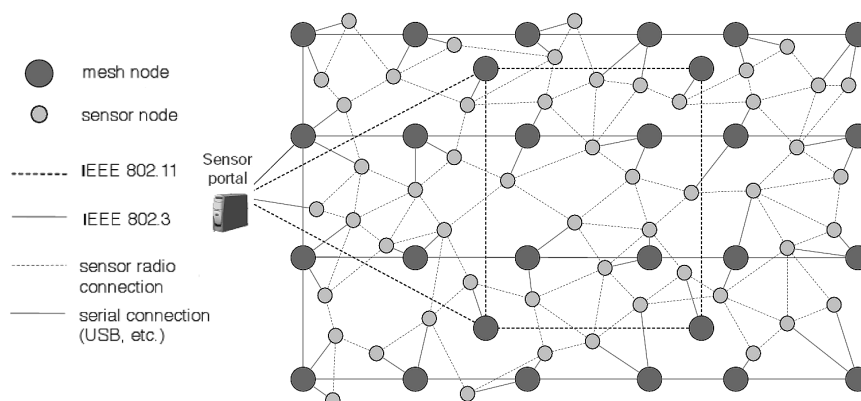 mesh node
sensor node
IEEE 802.11
Sensor
portal
IEEE 802.3
sensor radio
connection
serial connection
(USB, etc.)